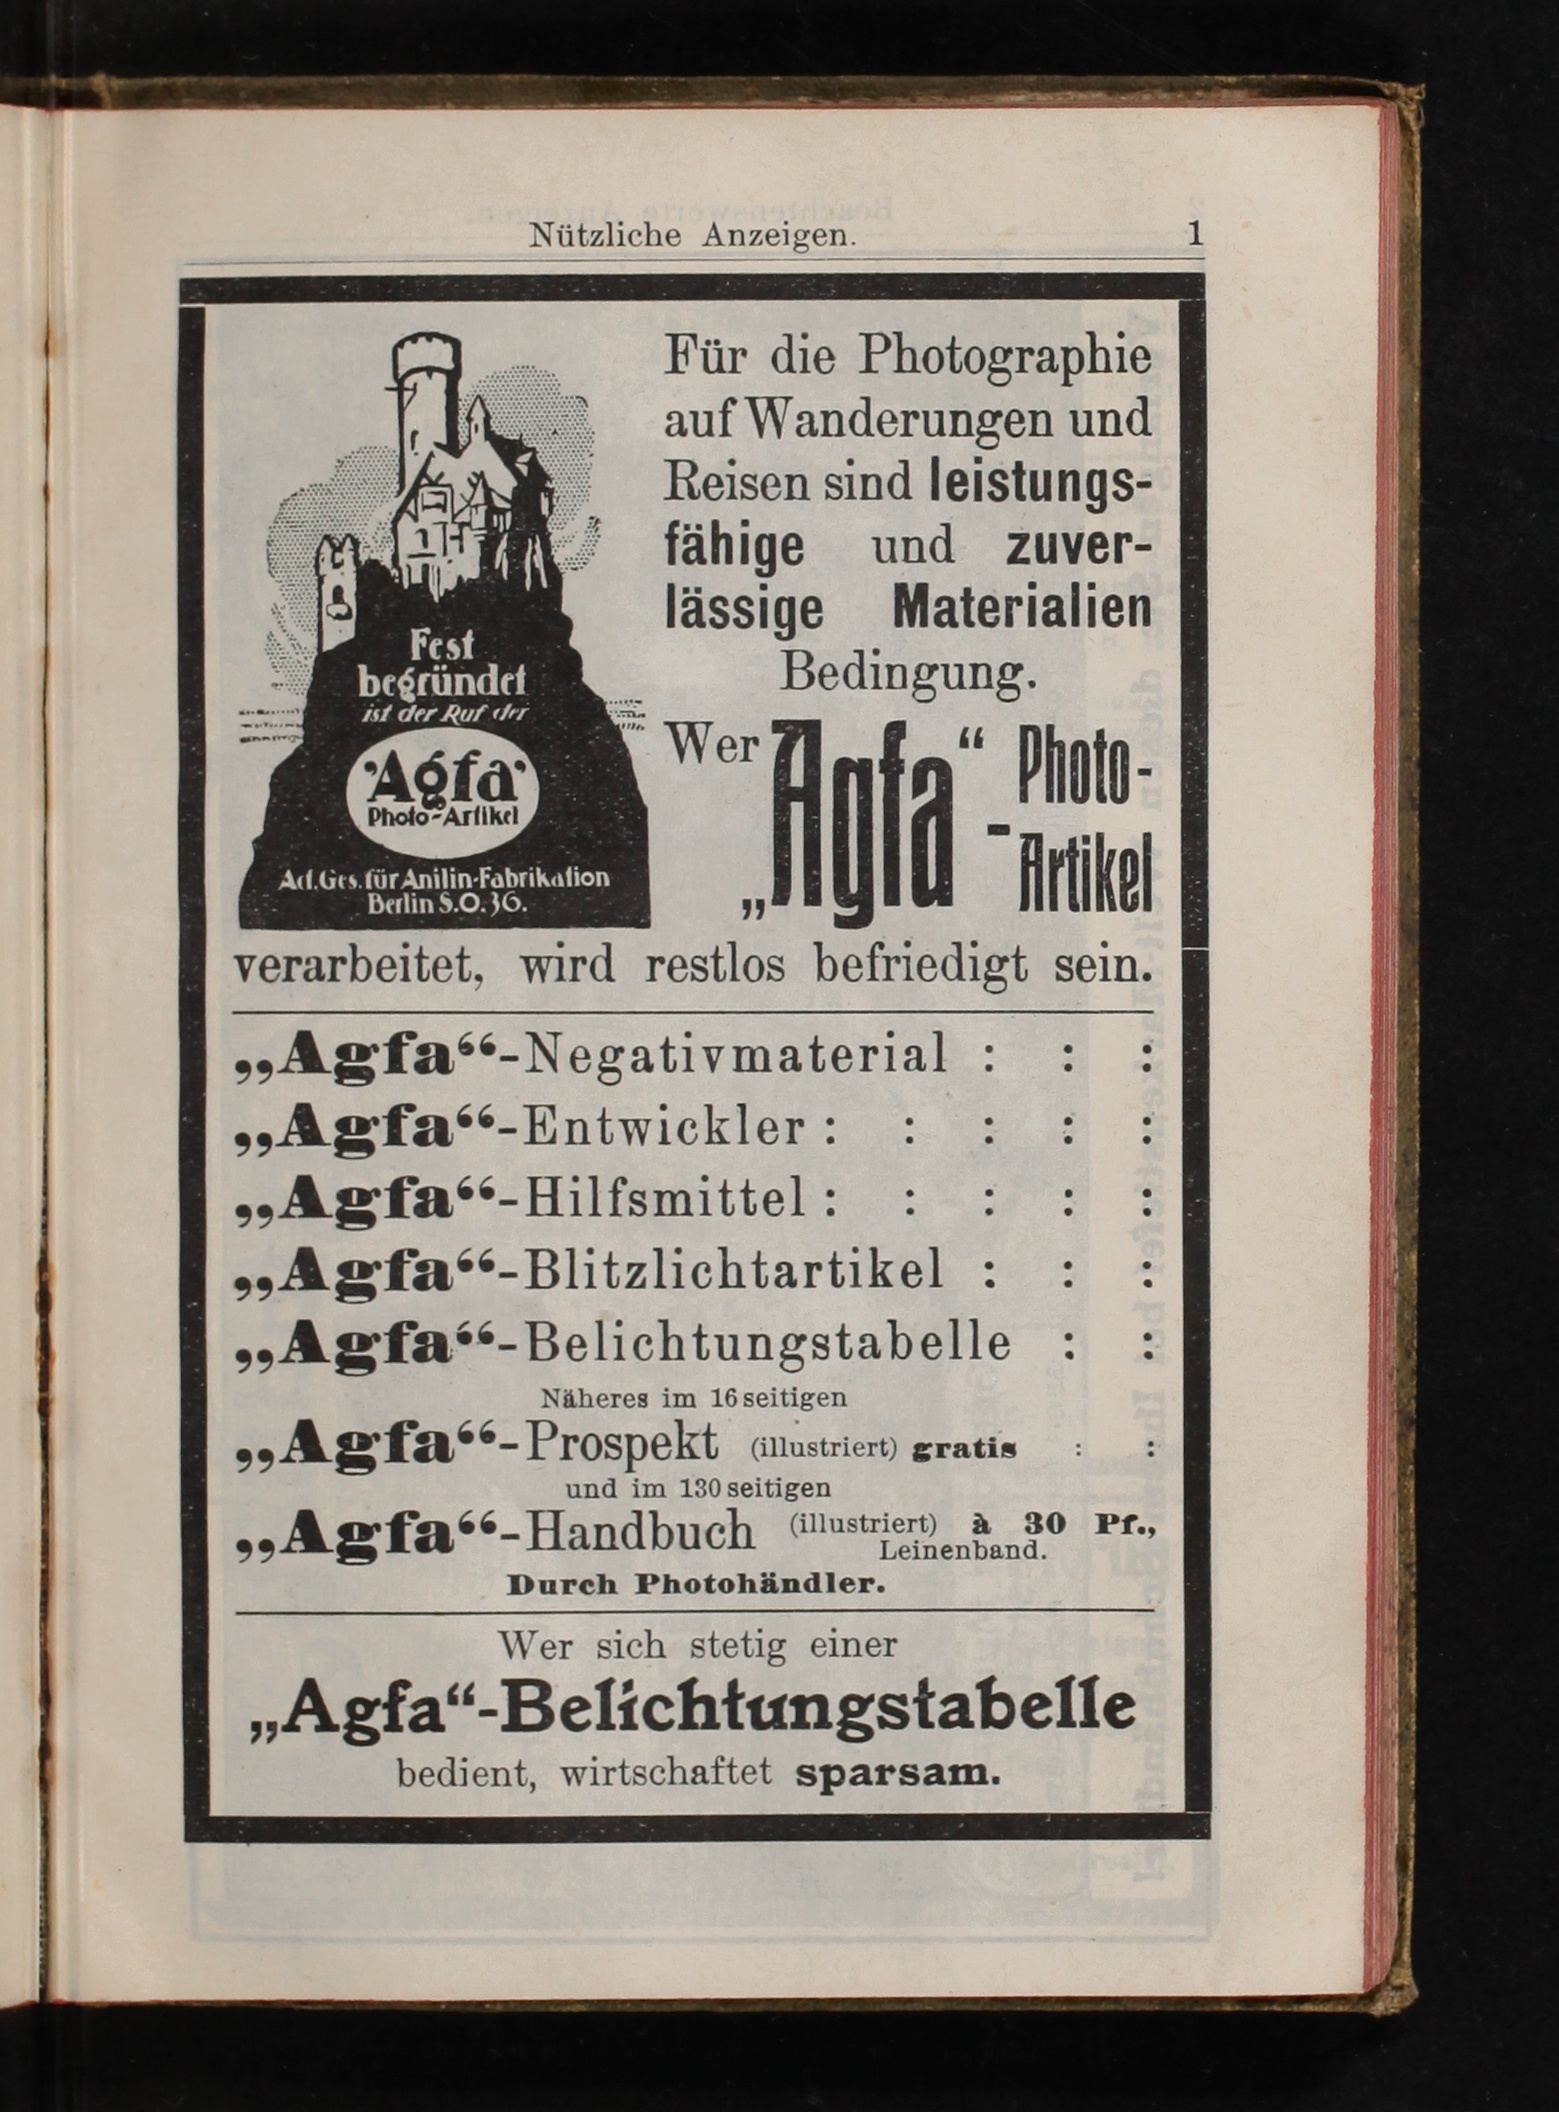 Nützliche Anzeigen. 1
Fest
begründet
ist der Ruf der
'Agfa'
Photo-Artikel
Act.Ges. für Anilin-Fabrikation
Berlin S.O.36.
Für die Photographie
auf Wanderungen und
Reisen sind leistungs-
fähige und zuver-
lässige Materialien
Bedingung.
Wer „Agfa“-Photo-
-Artikel
verarbeitet, wird restlos befriedigt sein.
„Agfa“-Negativmaterial : : :
„Agfa“-Entwickler : : : : :
„Agfa“-Hilfsmittel : : : : :
„Agfa“-Blitzlichtartikel : : :
„Agfa“-Belichtungstabelle : :
Näheres im 16seitigen
„Agfa“-Prospekt (illustriert) gratis : :
und im 130seitigen
„Agfa“-Handbuch (illustriert) à 30 Pf.,
Leinenband.
Durch Photohändler.
Wer sich stetig einer
„Agfa“-Belichtungstabelle
bedient, wirtschaftet sparsam.